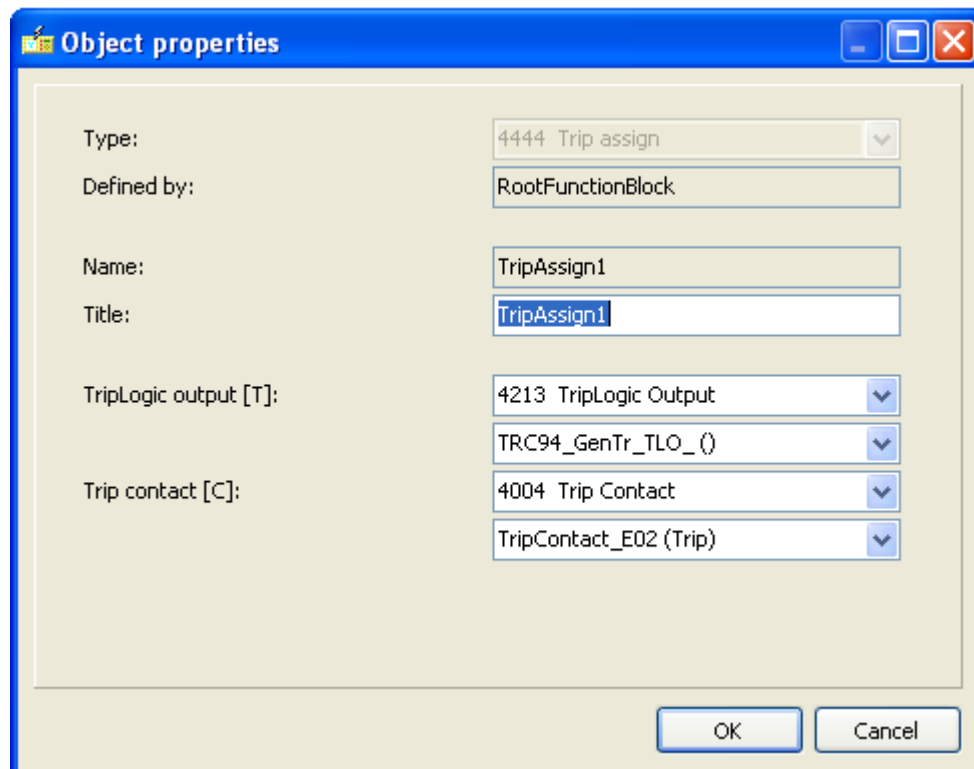 Object properties
Type: 4444 Trip assign
Defined by: RootFunctionBlock
Name: TripAssign1
Title: TripAssign1
TripLogic output [T]: 4213 TripLogic Output
TRC94_GenTr_TLO_ ()
Trip contact [C]: 4004 Trip Contact
TripContact_E02 (Trip)
OK Cancel